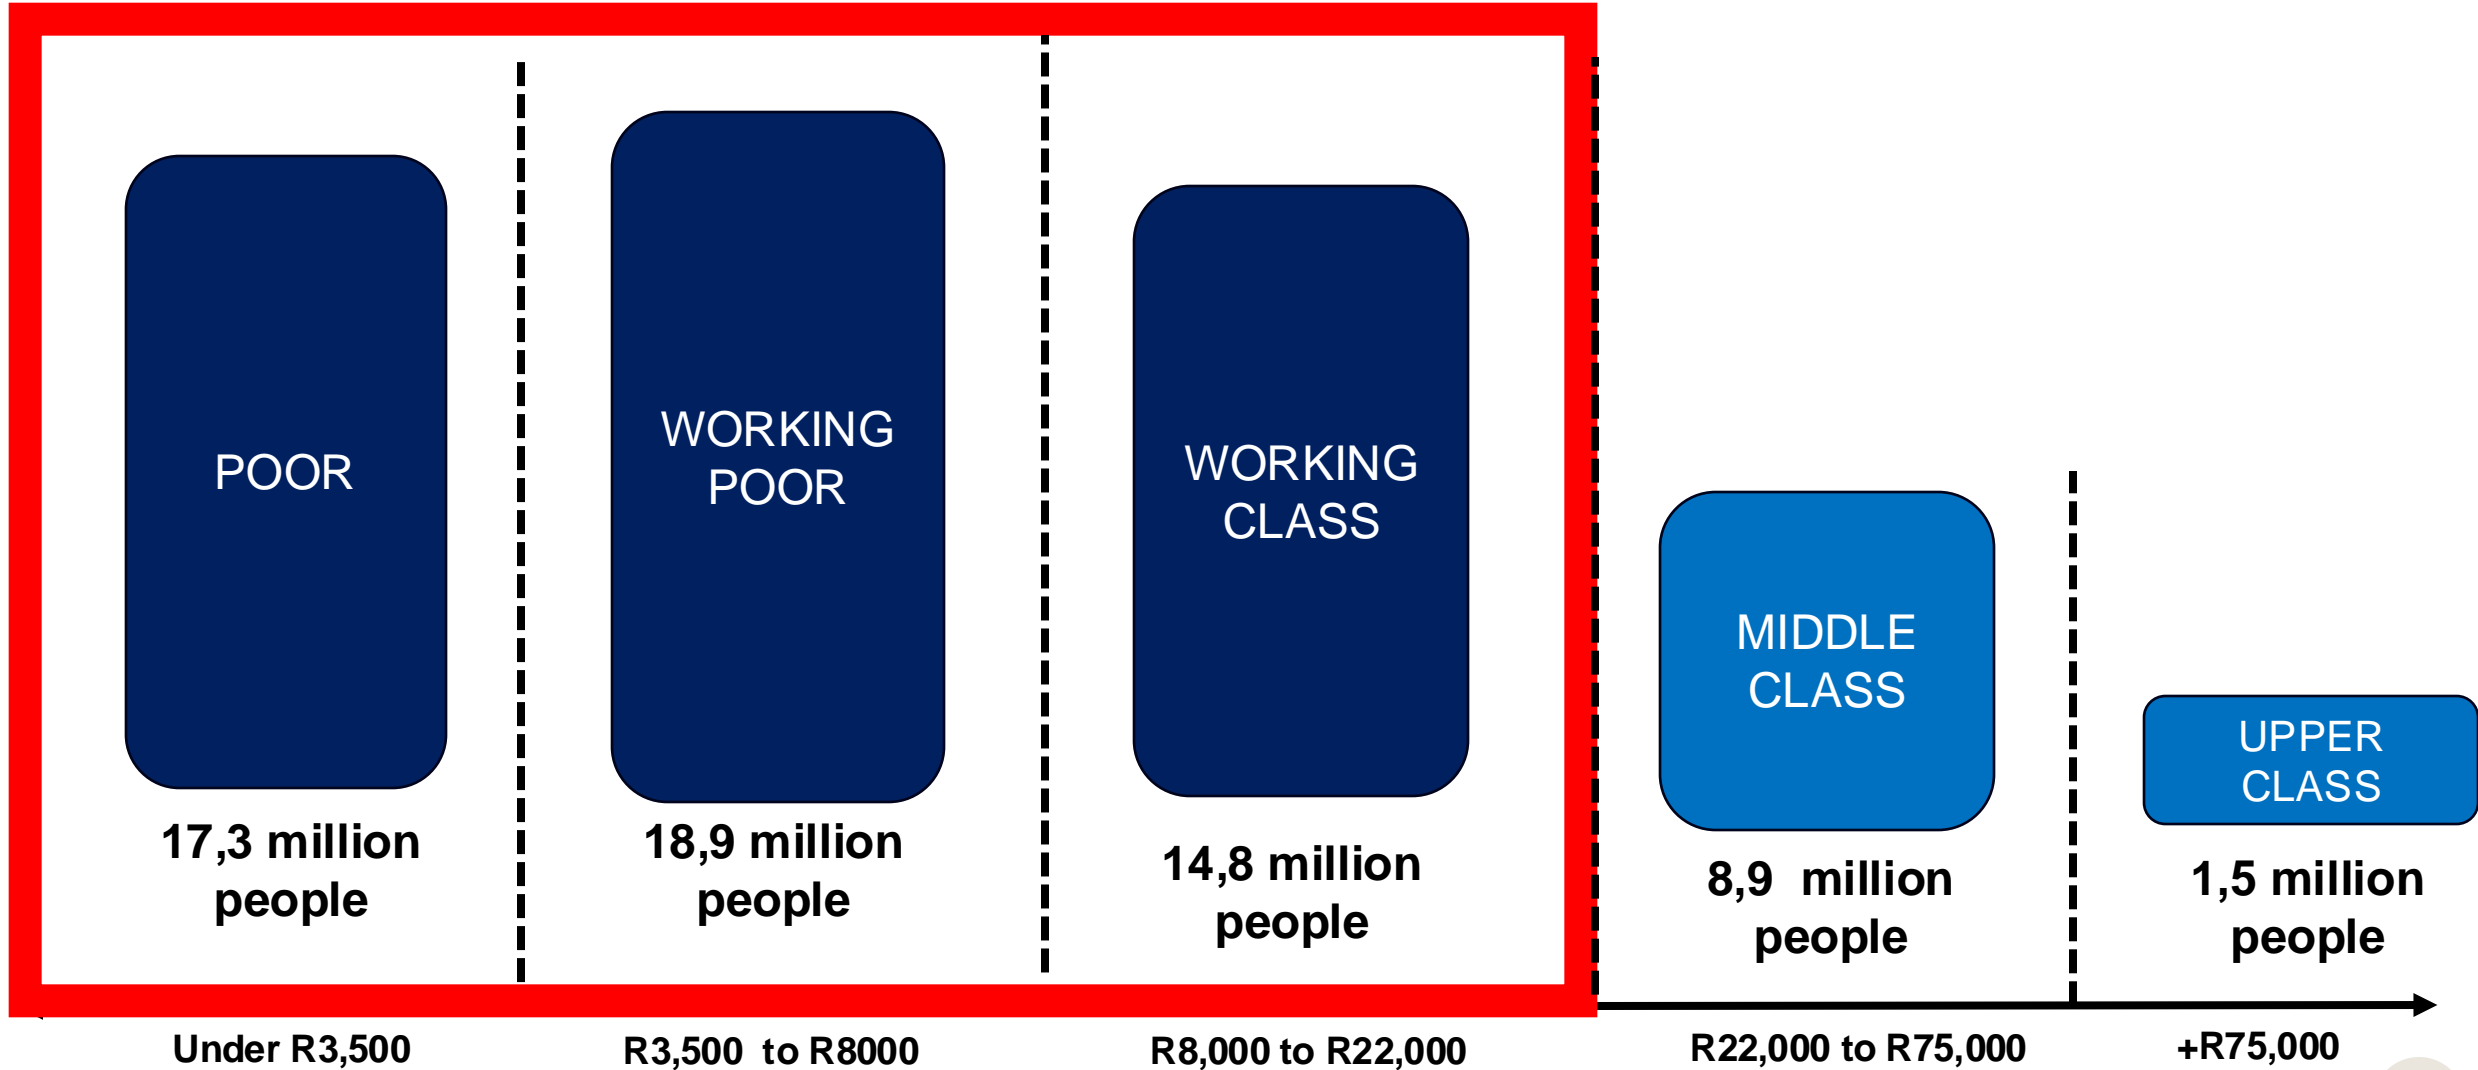 POOR
WORKING
POOR
WORKING
CLASS
MIDDLE
CLASS
UPPER
CLASS
17,3 million
people
18,9 million
people
14,8 million
people
8,9  million
people
1,5 million
people
Under R3,500
R3,500  to R8000
R8,000 to R22,000
R22,000 to R75,000
+R75,000